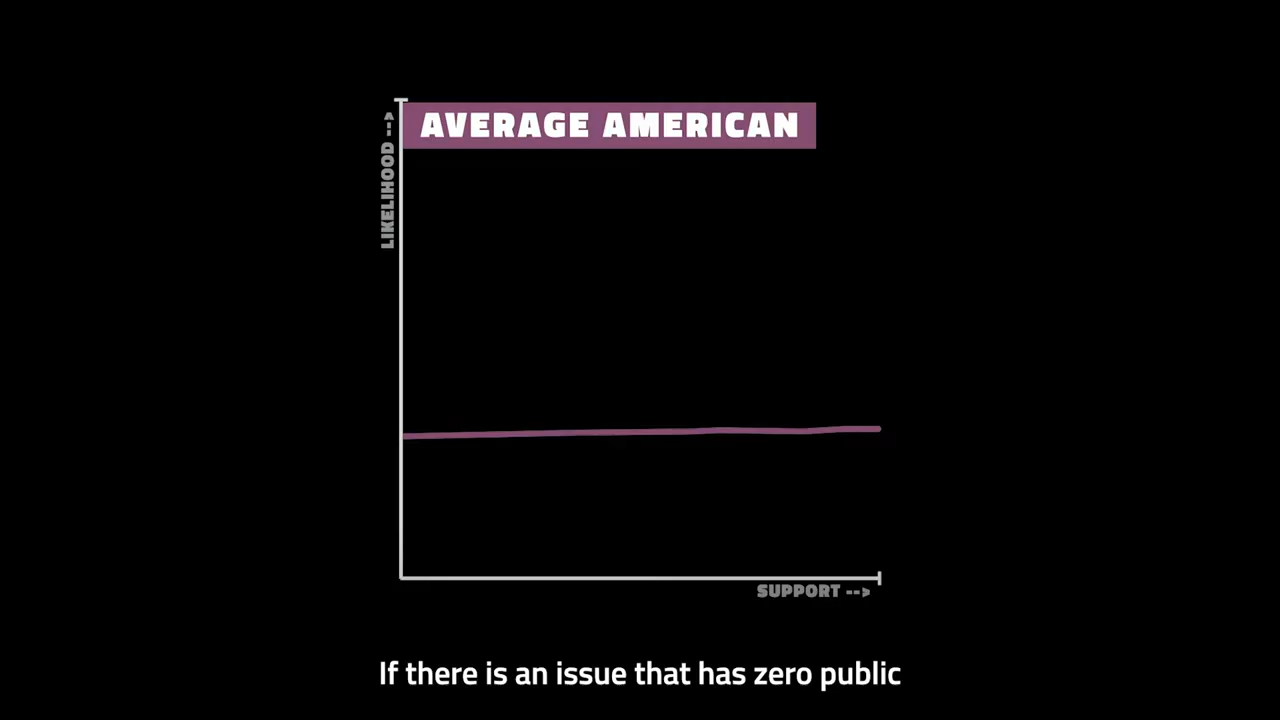 AVERAGE AMERICAN
LIKELIHOOD -->
SUPPORT -->
If there is an issue that has zero public